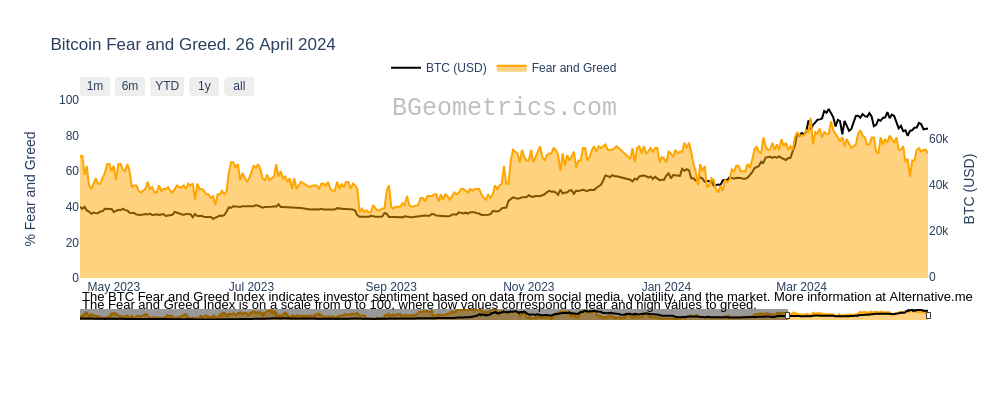 Bitcoin Fear and Greed. 26 April 2024
BTC (USD) Fear and Greed
1m 6m YTD 1y all
BGeometrics.com
100
80
60
40
20
0
% Fear and Greed
60k
40k
20k
0
BTC (USD)
May 2023 Jul 2023 Sep 2023 Nov 2023 Jan 2024 Mar 2024
The BTC Fear and Greed Index indicates investor sentiment based on data from social media, volatility, and the market. More information at Alternative.me
The Fear and Greed Index is on a scale from 0 to 100, where low values correspond to fear and high values to greed.